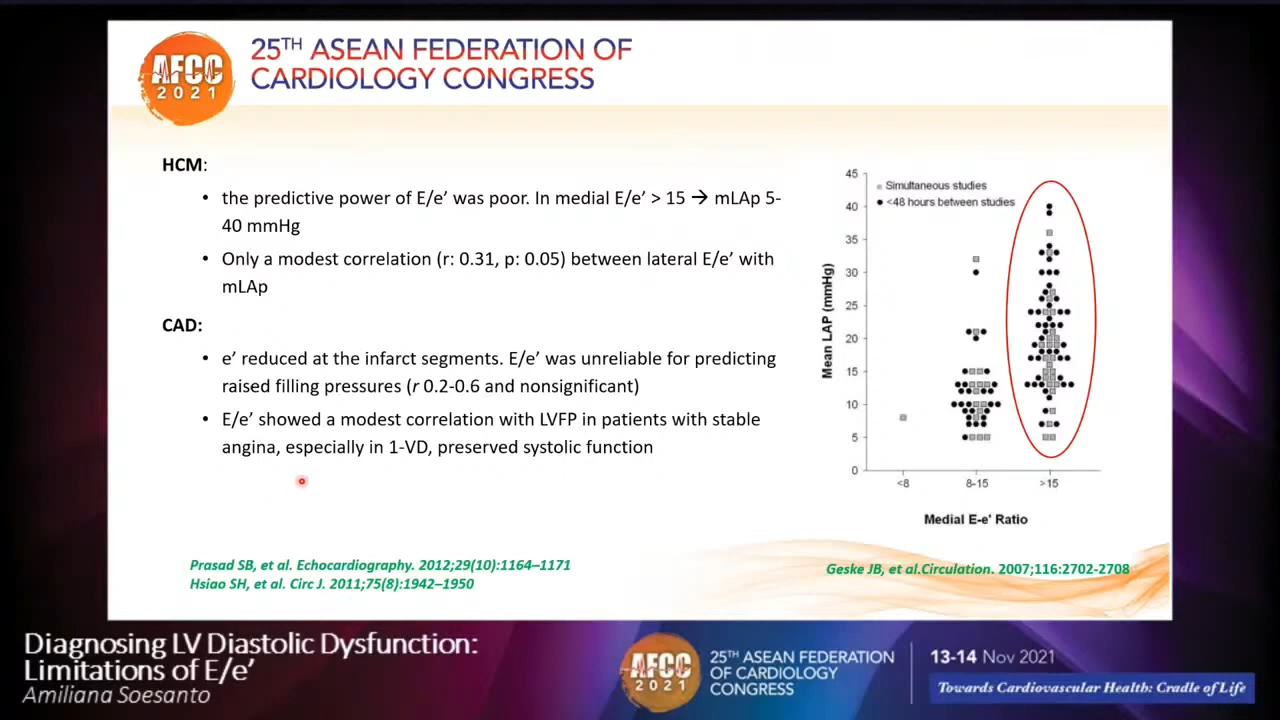 AFCC
2021
25TH ASEAN FEDERATION OF
CARDIOLOGY CONGRESS
HCM:
• the predictive power of E/e’ was poor. In medial E/e’ > 15 → mLAp 5-
40 mmHg
• Only a modest correlation (r: 0.31, p: 0.05) between lateral E/e’ with
mLAp
CAD:
• e’ reduced at the infarct segments. E/e’ was unreliable for predicting
raised filling pressures (r 0.2-0.6 and nonsignificant)
• E/e’ showed a modest correlation with LVFP in patients with stable
angina, especially in 1-VD, preserved systolic function
Prasad SB, et al. Echocardiography. 2012;29(10):1164–1171
Hsiao SH, et al. Circ J. 2011;75(8):1942–1950
Simultaneous studies
<48 hours between studies
Mean LAP (mmHg)
45
40
35
30
25
20
15
10
5
0
<8
8-15
>15
Medial E-e' Ratio
Geske JB, et al.Circulation. 2007;116:2702-2708
Diagnosing LV Diastolic Dysfunction:
Limitations of E/e’
Amiliana Soesanto
AFCC
2021
25TH ASEAN FEDERATION
OF CARDIOLOGY
CONGRESS
13-14 Nov 2021
Towards Cardiovascular Health: Cradle of Life